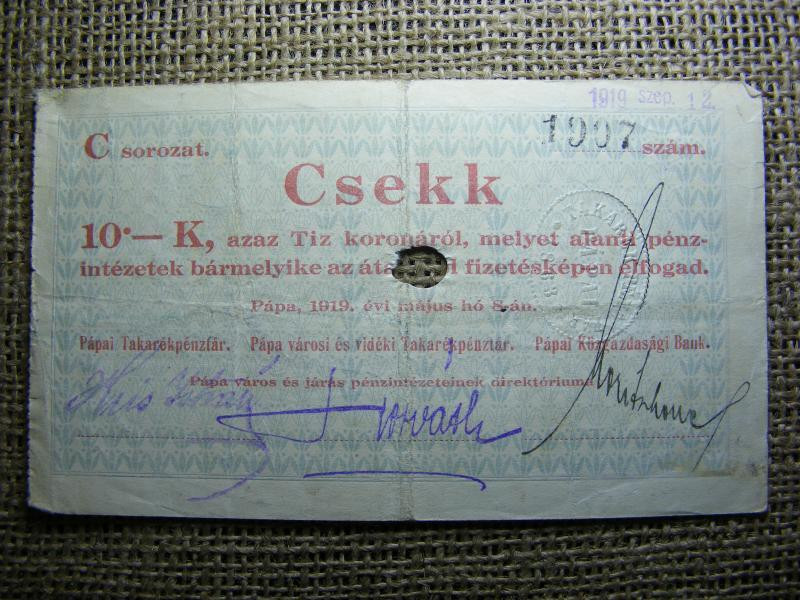 1919 szep. 12.
C sorozat.
1907 szám.
Csekk
10·— K, azaz Tiz koronáról, melyet alanti pénz-
intézetek bármelyike az fizetésképen elfogad.
Pápa, 1919. évi május hó 8-án.
Pápai Takarékpénztár. Pápa városi és vidéki Takarékpénztár. Pápai Közgazdasági Bank.
Pápa város és járás pénzintézeteinek direktóriuma
Horvath